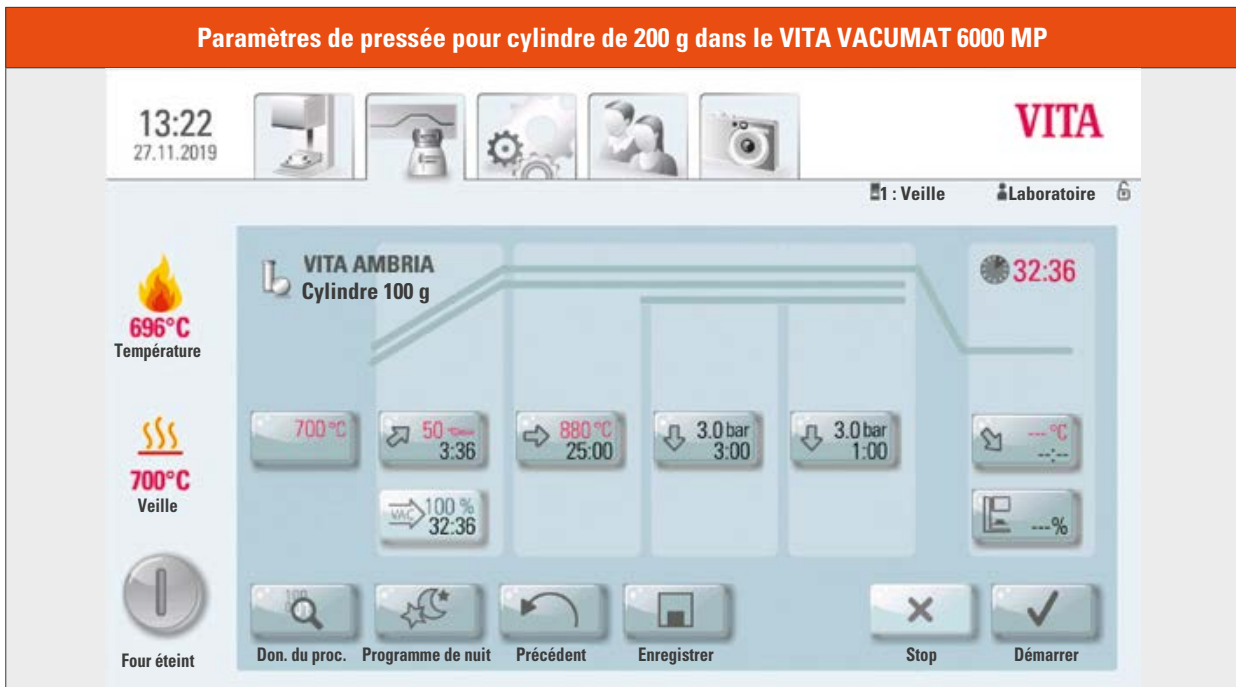 Paramètres de pressée pour cylindre de 200 g dans le VITA VACUMAT 6000 MP
13:22
27.11.2019
VITA
1 : Veille
Laboratoire
VITA AMBRIA
Cylindre 100 g
32:36
696°C
Température
700°C
Veille
700 °C
50
3:36
880 °C
25:00
3.0 bar
3:00
3.0 bar
1:00
--- °C
--:--
VAC
100 %
32:36
---%
Four éteint
Don. du proc.
Programme de nuit
Précédent
Enregistrer
Stop
Démarrer